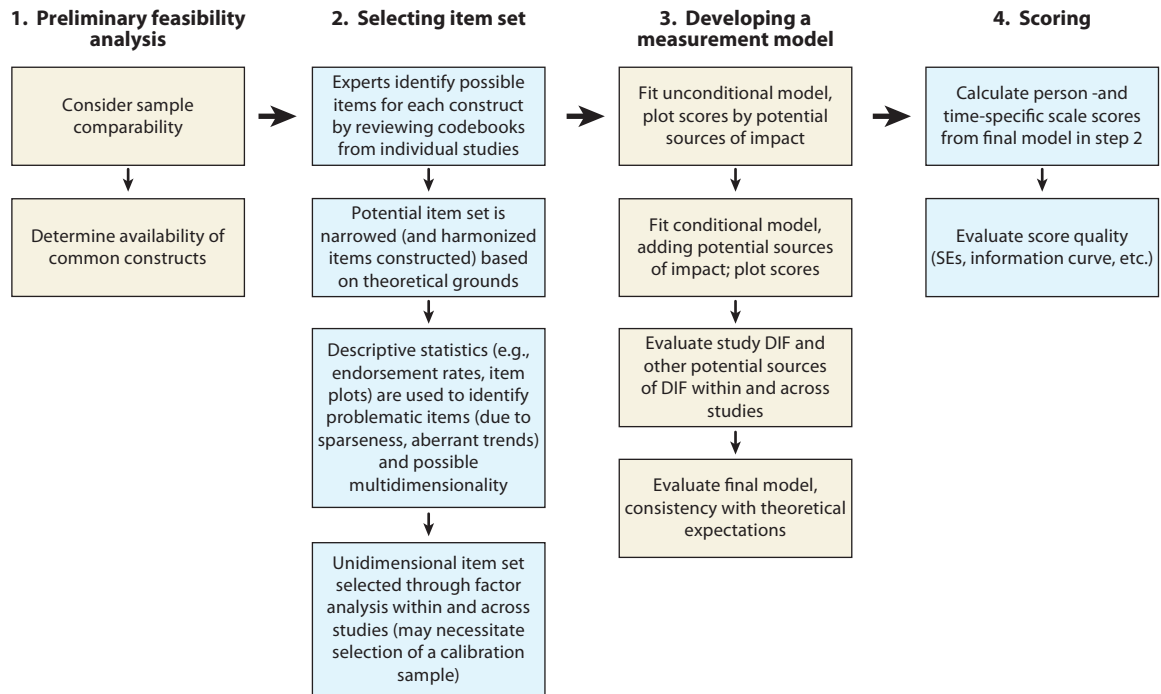 1. Preliminary feasibility
analysis
Consider sample
comparability
Determine availability of
common constructs
2. Selecting item set
Experts identify possible
items for each construct
by reviewing codebooks
from individual studies
Potential item set is
narrowed (and harmonized
items constructed) based
on theoretical grounds
Descriptive statistics (e.g.,
endorsement rates, item
plots) are used to identify
problematic items (due to
sparseness, aberrant trends)
and possible
multidimensionality
Unidimensional item set
selected through factor
analysis within and across
studies (may necessitate
selection of a calibration
sample)
3. Developing a
measurement model
Fit unconditional model,
plot scores by potential
sources of impact
Fit conditional model,
adding potential sources
of impact; plot scores
Evaluate study DIF and
other potential sources
of DIF within and across
studies
Evaluate final model,
consistency with theoretical
expectations
4. Scoring
Calculate person -and
time-specific scale scores
from final model in step 2
Evaluate score quality
(SEs, information curve, etc.)